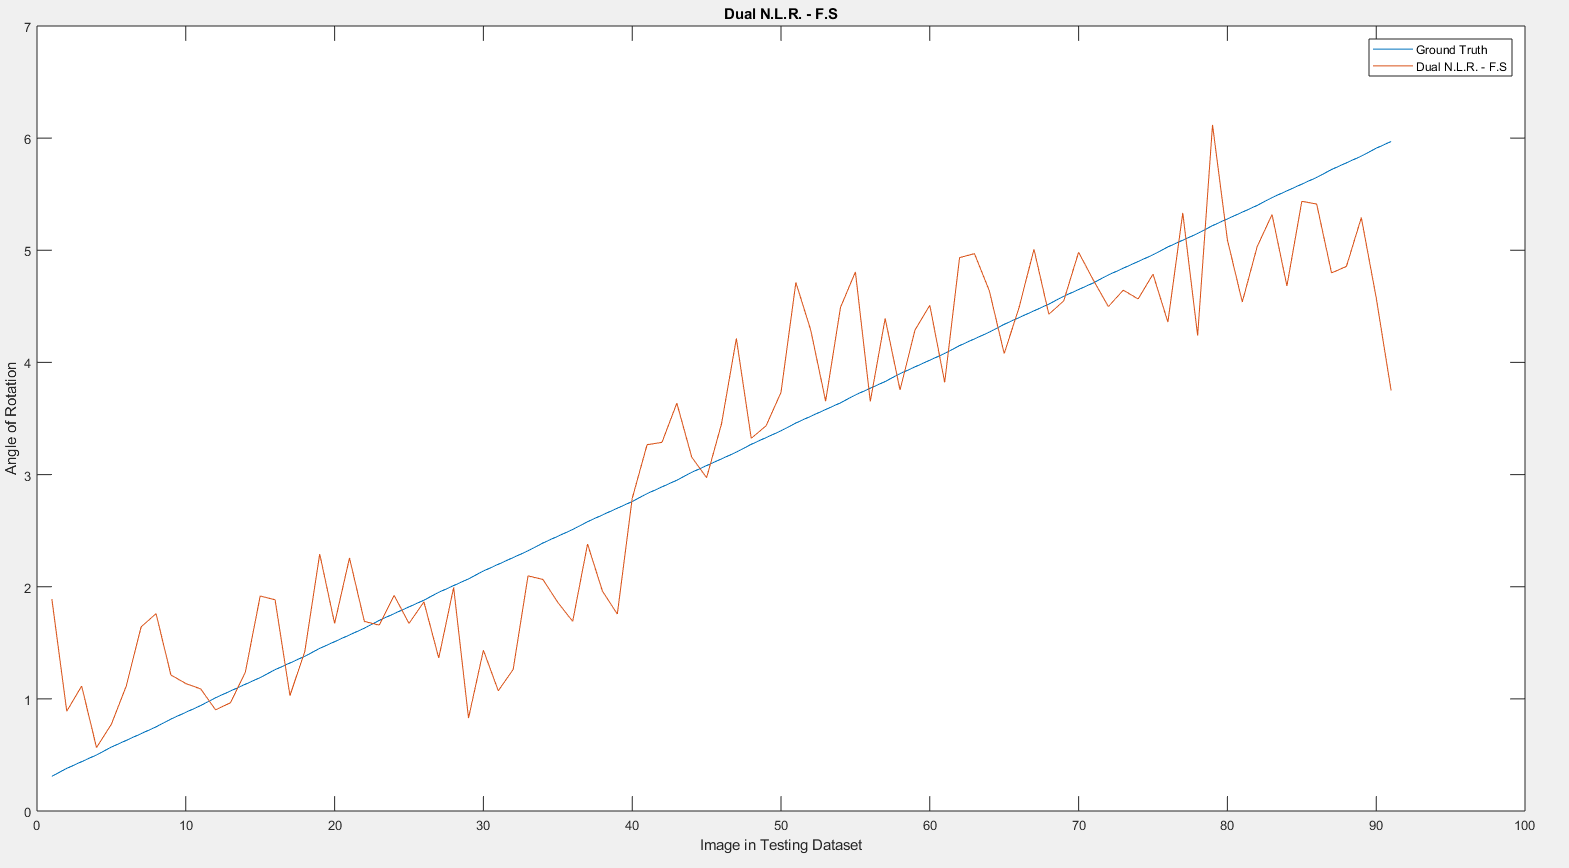 Dual N.L.R. - F.S
Ground Truth
Dual N.L.R. - F.S
7
6
5
4
3
2
1
0
Angle of Rotation
0 10 20 30 40 50 60 70 80 90 100
Image in Testing Dataset